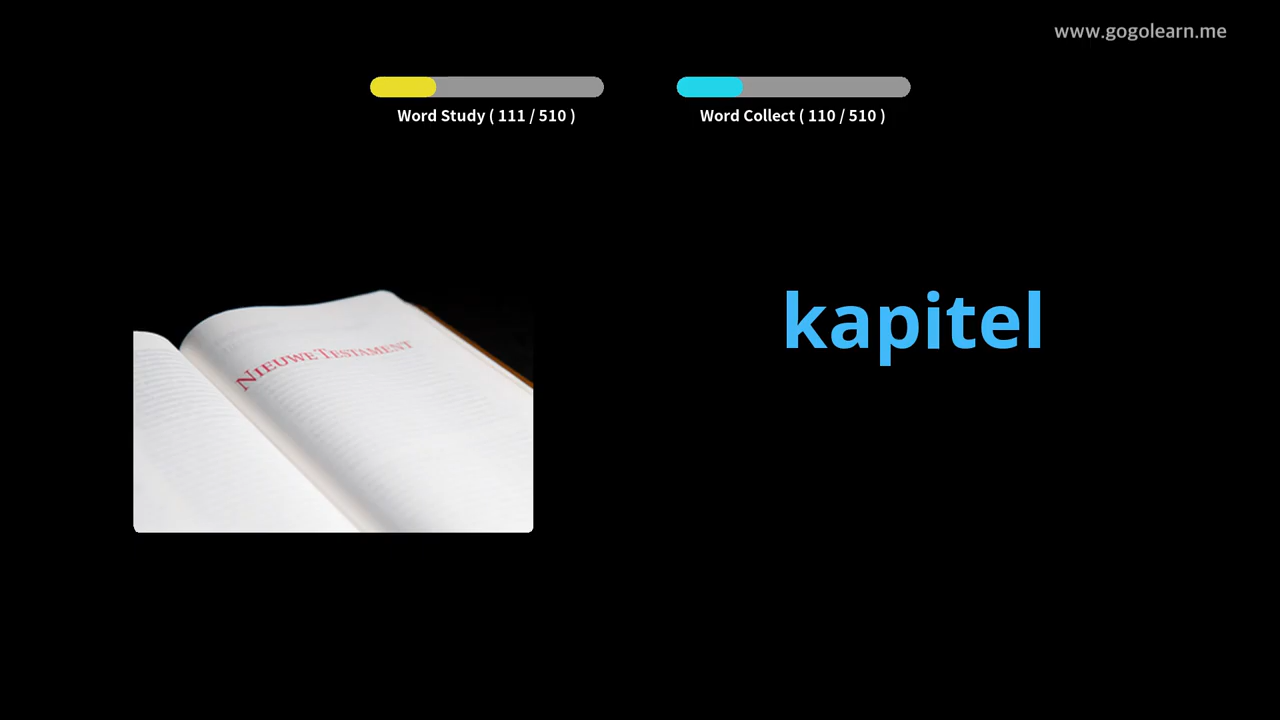 www.gogolearn.me
Word Study ( 111 / 510 )
Word Collect ( 110 / 510 )
NIEUWE TESTAMENT
kapitel